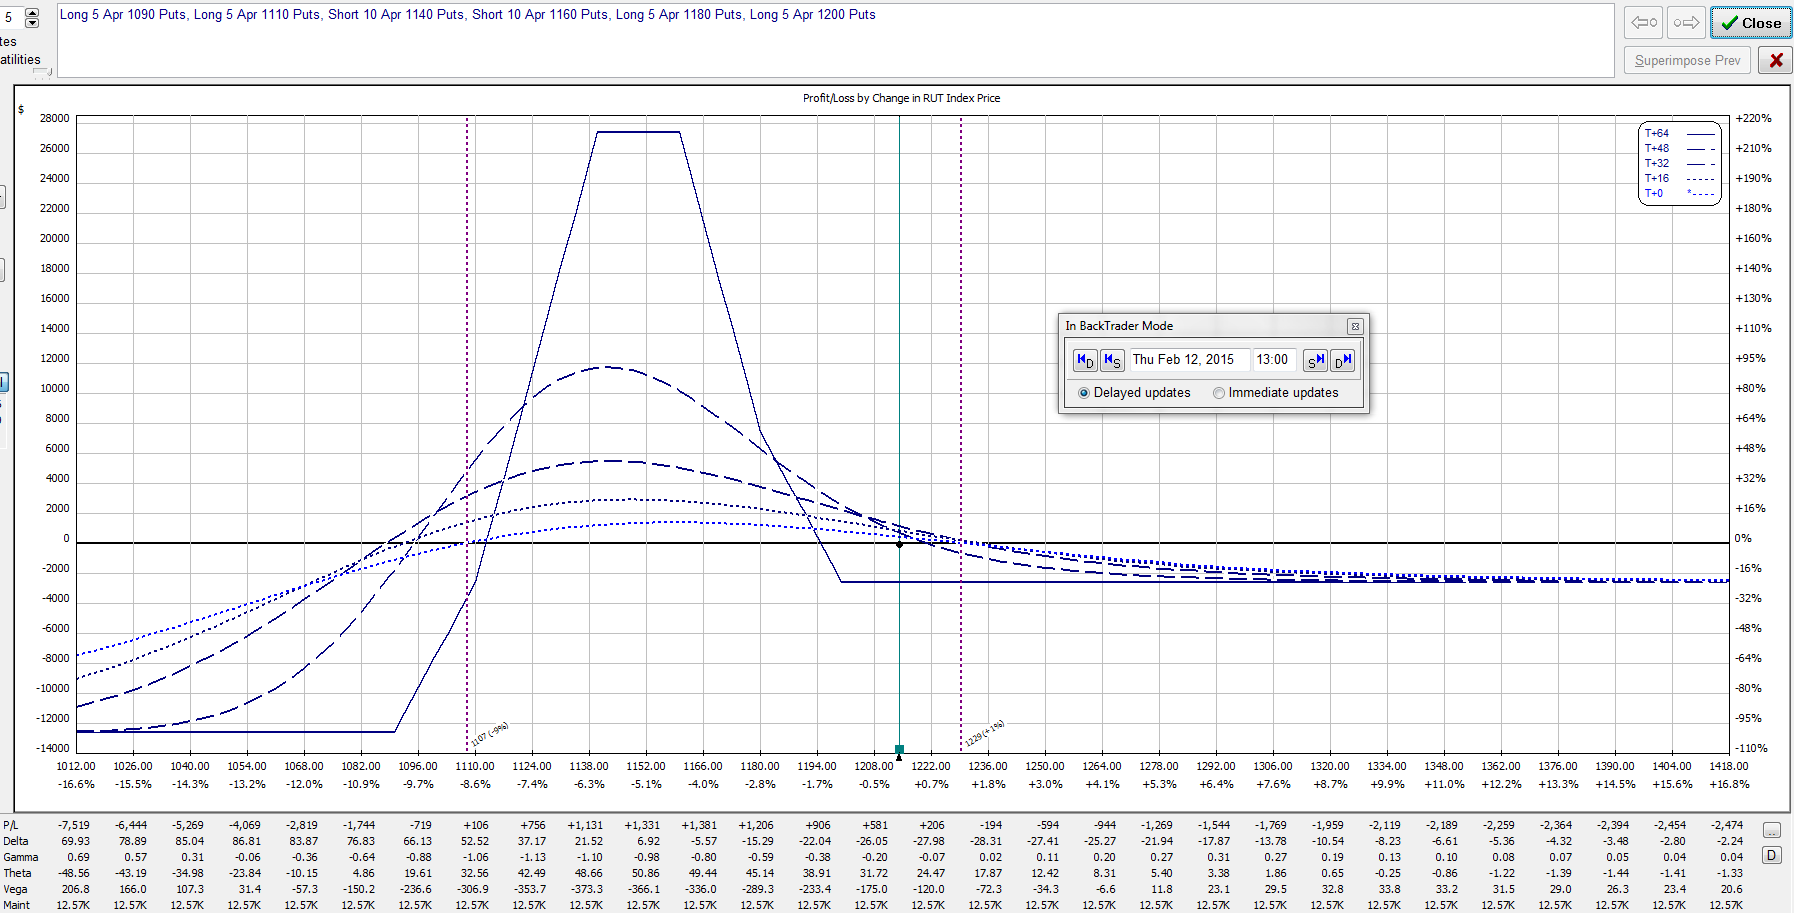 5
Long 5 Apr 1090 Puts, Long 5 Apr 1110 Puts, Short 10 Apr 1140 Puts, Short 10 Apr 1160 Puts, Long 5 Apr 1180 Puts, Long 5 Apr 1200 Puts
Close
tes
atilities
Superimpose Prev
Profit/Loss by Change in RUT Index Price
$
28000 +220%
26000 +210%
24000 +190%
22000 +180%
20000 +160%
18000 +140%
16000 +130%
14000 +110%
12000 +95%
10000 +80%
8000 +64%
6000 +48%
4000 +32%
2000 +16%
0 0%
-2000 -16%
-4000 -32%
-6000 -48%
-8000 -64%
-10000 -80%
-12000 -95%
-14000 -110%
T+64
T+48
T+32
T+16
T+0 *
In BackTrader Mode
D S Thu Feb 12, 2015 13:00 S D
Delayed updates Immediate updates
1107 (-9%) 1229 (+1%)
1012.00 1026.00 1040.00 1054.00 1068.00 1082.00 1096.00 1110.00 1124.00 1138.00 1152.00 1166.00 1180.00 1194.00 1208.00 1222.00 1236.00 1250.00 1264.00 1278.00 1292.00 1306.00 1320.00 1334.00 1348.00 1362.00 1376.00 1390.00 1404.00 1418.00
-16.6% -15.5% -14.3% -13.2% -12.0% -10.9% -9.7% -8.6% -7.4% -6.3% -5.1% -4.0% -2.8% -1.7% -0.5% +0.7% +1.8% +3.0% +4.1% +5.3% +6.4% +7.6% +8.7% +9.9% +11.0% +12.2% +13.3% +14.5% +15.6% +16.8%
P/L -7,519 -6,444 -5,269 -4,069 -2,819 -1,744 -719 +106 +756 +1,131 +1,331 +1,381 +1,206 +906 +581 +206 -194 -594 -944 -1,269 -1,544 -1,769 -1,959 -2,119 -2,189 -2,259 -2,364 -2,394 -2,454 -2,474 ...
Delta 69.93 78.89 85.04 86.81 83.87 76.83 66.13 52.52 37.17 21.52 6.92 -5.57 -15.29 -22.04 -26.05 -27.98 -28.31 -27.41 -25.27 -21.94 -17.87 -13.78 -10.54 -8.23 -6.61 -5.36 -4.32 -3.48 -2.80 -2.24
Gamma 0.69 0.57 0.31 -0.06 -0.36 -0.64 -0.88 -1.06 -1.13 -1.10 -0.98 -0.80 -0.59 -0.38 -0.20 -0.07 0.02 0.11 0.20 0.27 0.31 0.27 0.19 0.13 0.10 0.08 0.07 0.05 0.04 0.04 D
Theta -48.56 -43.19 -34.98 -23.84 -10.15 4.86 19.61 32.56 42.49 48.66 50.86 49.44 45.14 38.91 31.72 24.47 17.87 12.42 8.31 5.40 3.38 1.86 0.65 -0.25 -0.86 -1.22 -1.39 -1.44 -1.41 -1.33
Vega 206.8 166.0 107.3 31.4 -57.3 -150.2 -236.6 -306.9 -353.7 -373.3 -366.1 -336.0 -289.3 -233.4 -175.0 -120.0 -72.3 -34.3 -6.6 11.8 23.1 29.5 32.8 33.8 33.2 31.5 29.0 26.3 23.4 20.6
Maint 12.57K 12.57K 12.57K 12.57K 12.57K 12.57K 12.57K 12.57K 12.57K 12.57K 12.57K 12.57K 12.57K 12.57K 12.57K 12.57K 12.57K 12.57K 12.57K 12.57K 12.57K 12.57K 12.57K 12.57K 12.57K 12.57K 12.57K 12.57K 12.57K 12.57K